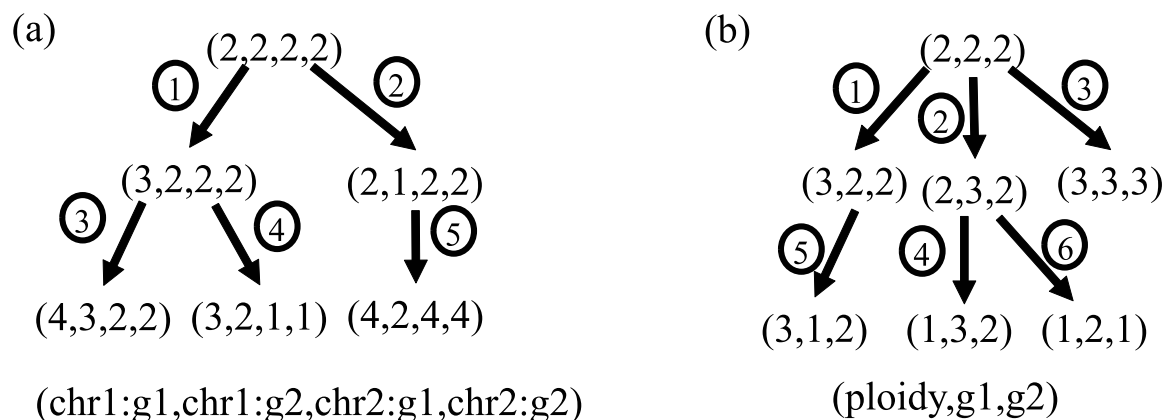 (a)
(2,2,2,2)
1
2
(3,2,2,2)
(2,1,2,2)
3
4
5
(4,3,2,2) (3,2,1,1) (4,2,4,4)
(chr1:g1,chr1:g2,chr2:g1,chr2:g2)
(b)
(2,2,2)
1
2
3
(3,2,2) (2,3,2) (3,3,3)
5
4
6
(3,1,2) (1,3,2) (1,2,1)
(ploidy,g1,g2)